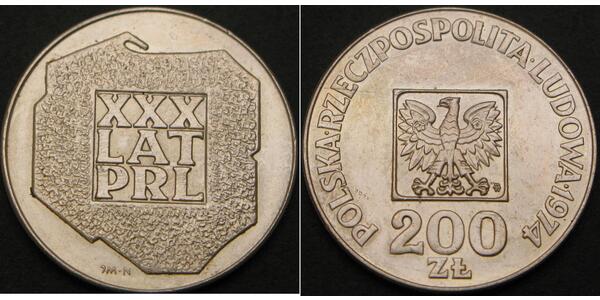 XXX
LAT
PRL
JM·N
POLSKA·RZECZPOSPOLITA·LUDOWA·1974
200
ZŁ